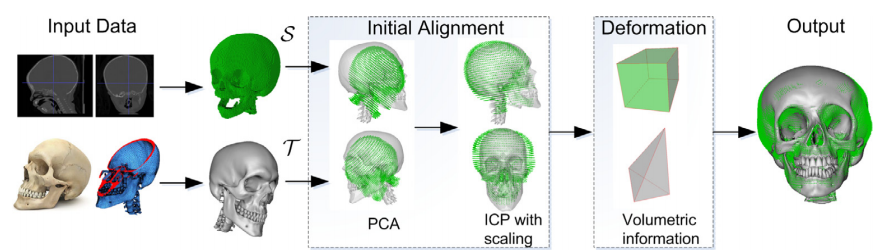 Input Data
Initial Alignment
Deformation
Output
S
T
PCA
ICP with
scaling
Volumetric
information